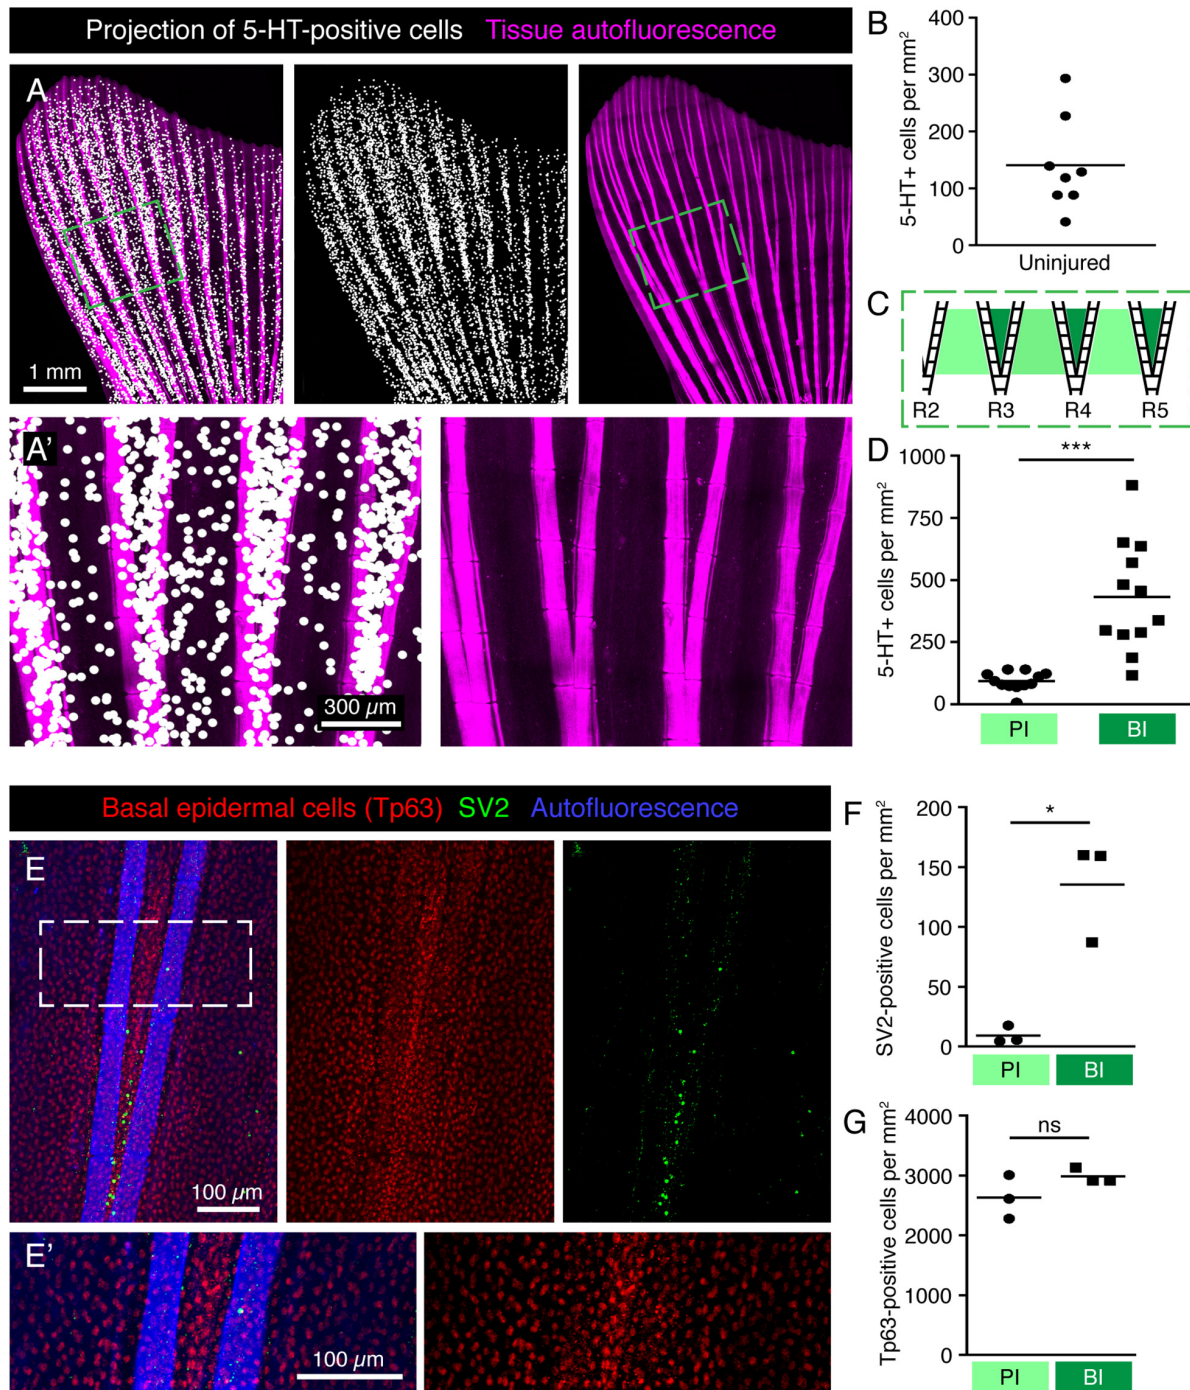 Projection of 5-HT-positive cells Tissue autofluorescence
A
1 mm
A'
300 µm
B
5-HT+ cells per mm²
400
300
200
100
0
Uninjured
C
R2 R3 R4 R5
D
***
5-HT+ cells per mm²
1000
750
500
250
0
PI BI
Basal epidermal cells (Tp63) SV2 Autofluorescence
E
100 µm
E'
100 µm
F
*
SV2-positive cells per mm²
200
150
100
50
0
PI BI
G
ns
Tp63-positive cells per mm²
4000
3000
2000
1000
0
PI BI